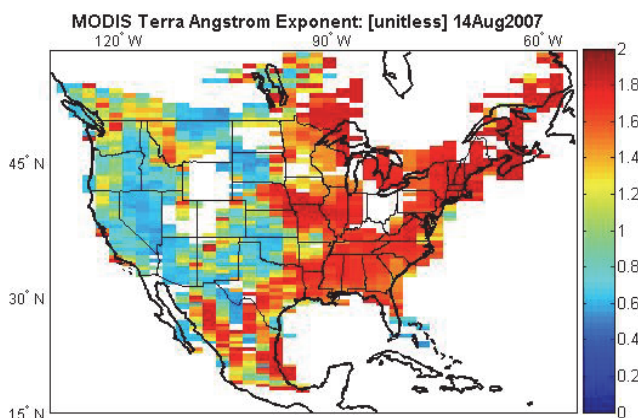 MODIS Terra Angstrom Exponent: [unitless] 14Aug2007
120° W 90° W 60° W
45° N
30° N
15° N
2
1.8
1.6
1.4
1.2
1
0.8
0.6
0.4
0.2
0